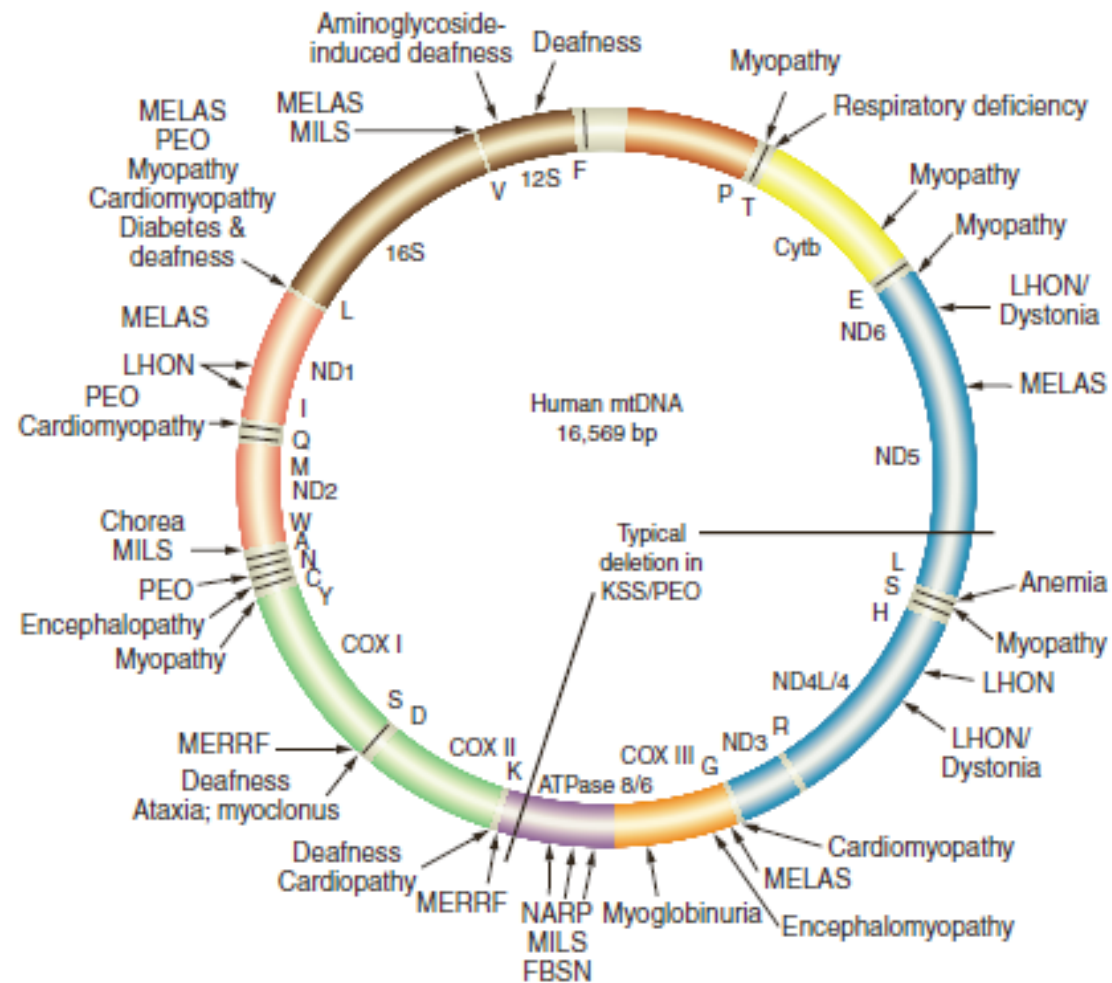 Aminoglycoside-
induced deafness
Deafness
Myopathy
Respiratory deficiency
MELAS
MILS
MELAS
PEO
Myopathy
Cardiomyopathy
Diabetes &
deafness
V
12S
F
P
T
Myopathy
Myopathy
Cytb
16S
E
ND6
LHON/
Dystonia
L
MELAS
LHON
ND1
MELAS
PEO
Cardiomyopathy
I
Q
M
ND2
Human mtDNA
16,569 bp
ND5
Chorea
MILS
W
A
N
C
Y
PEO
Encephalopathy
Myopathy
Typical
deletion in
KSS/PEO
L
S
H
Anemia
Myopathy
LHON
COX I
ND4L/4
S
D
R
LHON/
Dystonia
MERRF
Deafness
Ataxia; myoclonus
COX II
K
ATPase 8/6
COX III
G
ND3
Deafness
Cardiopathy
MERRF
NARP
MILS
FBSN
Myoglobinuria
Cardiomyopathy
MELAS
Encephalomyopathy